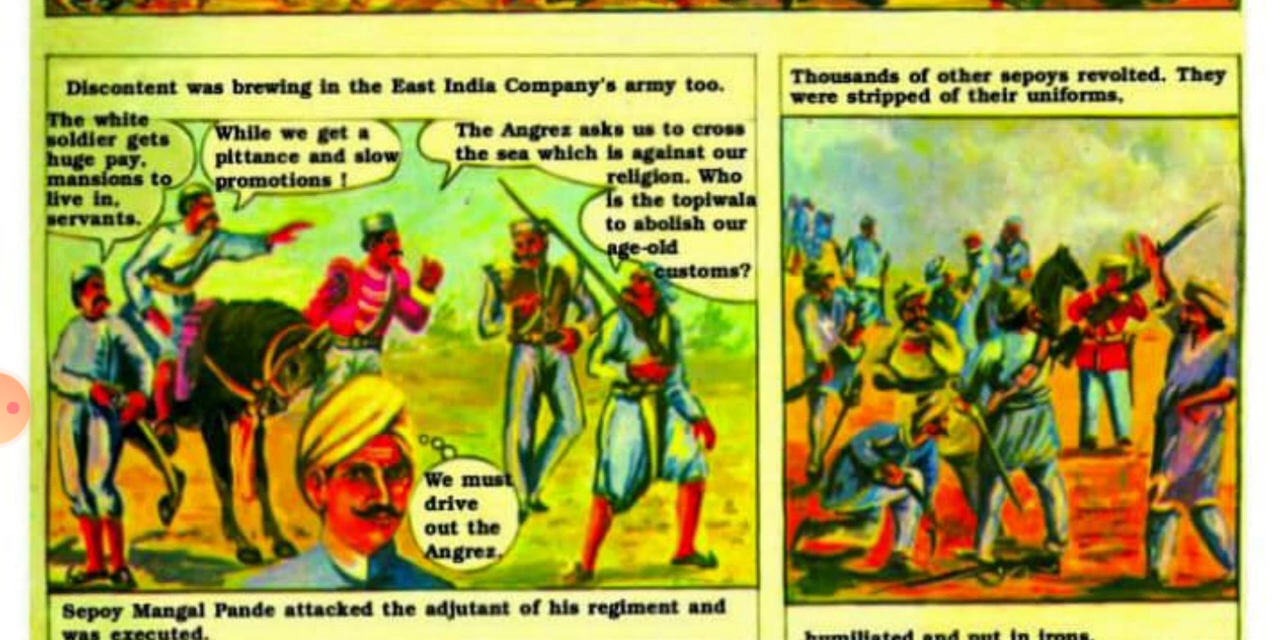 Discontent was brewing in the East India Company's army too.
The white
soldier gets
huge pay,
mansions to
live in,
servants.
While we get a
pittance and slow
promotions !
The Angrez asks us to cross
the sea which is against our
religion. Who
is the topiwala
to abolish our
age-old
customs?
We must
drive
out the
Angrez.
Sepoy Mangal Pande attacked the adjutant of his regiment and
was executed.
Thousands of other sepoys revolted. They
were stripped of their uniforms,
humiliated and put in irons.